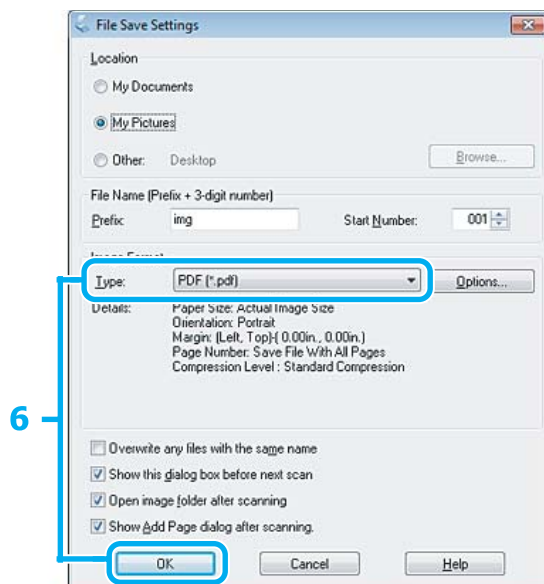 File Save Settings
Location
My Documents
My Pictures
Other: Desktop Browse...
File Name (Prefix + 3-digit number)
Prefix: img Start Number: 001
Image Format
Type: PDF (*.pdf) Options...
Details: Paper Size: Actual Image Size
Orientation: Portrait
Margin: (Left, Top)-( 0.00in., 0.00in.)
Page Number: Save File With All Pages
Compression Level : Standard Compression
6
Overwrite any files with the same name
Show this dialog box before next scan
Open image folder after scanning
Show Add Page dialog after scanning.
OK Cancel Help